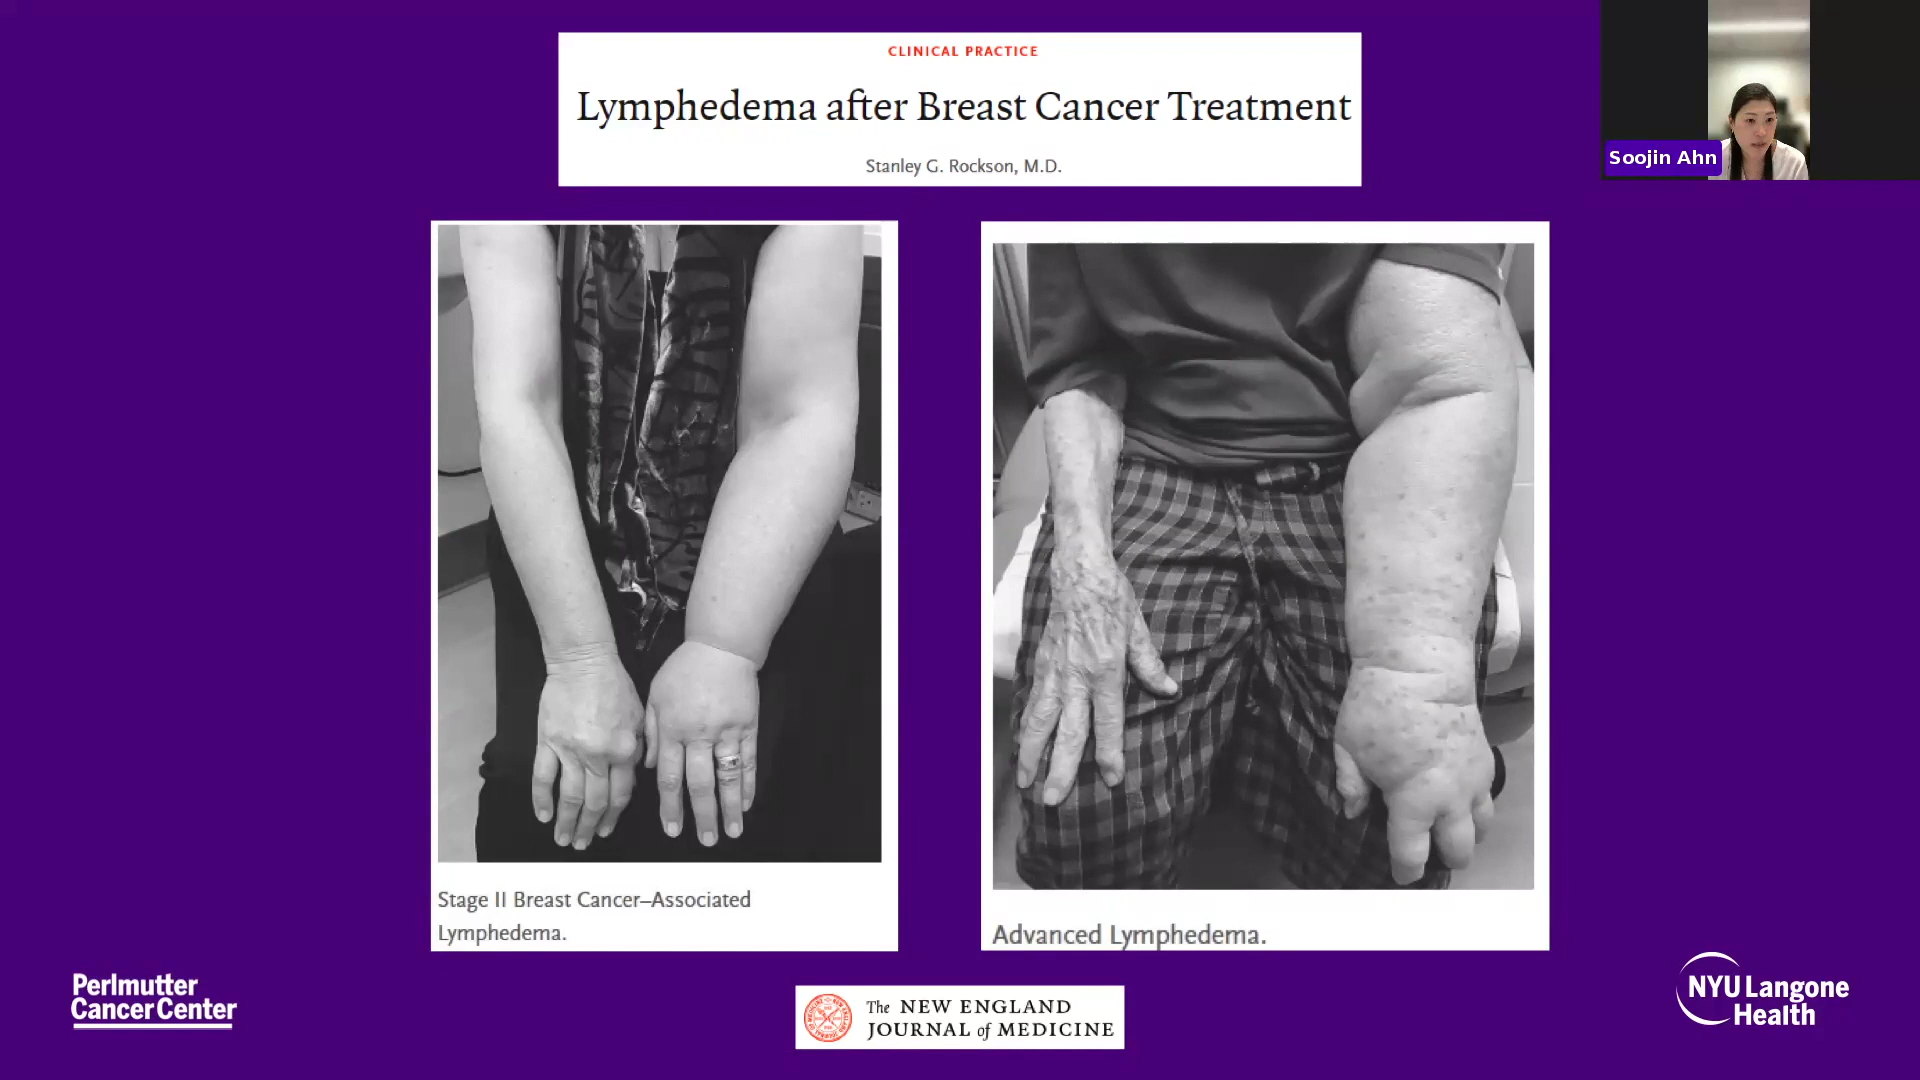 CLINICAL PRACTICE
Lymphedema after Breast Cancer Treatment
Stanley G. Rockson, M.D.
Soojin Ahn
Stage II Breast Cancer–Associated
Lymphedema.
Advanced Lymphedema.
Perlmutter
Cancer Center
The NEW ENGLAND
JOURNAL of MEDICINE
NYU Langone
Health